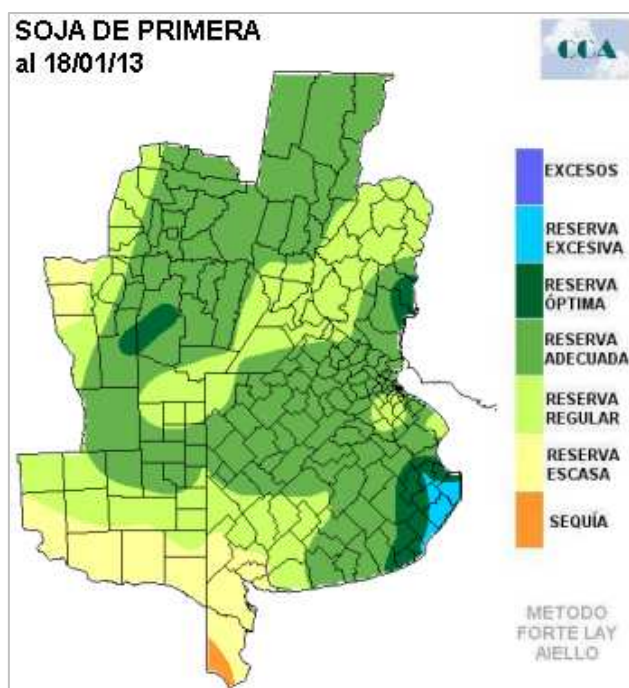 SOJA DE PRIMERA
al 18/01/13
CCA
EXCESOS
RESERVA
EXCESIVA
RESERVA
ÓPTIMA
RESERVA
ADECUADA
RESERVA
REGULAR
RESERVA
ESCASA
SEQUÍA
METODO
FORTE LAY
AIELLO